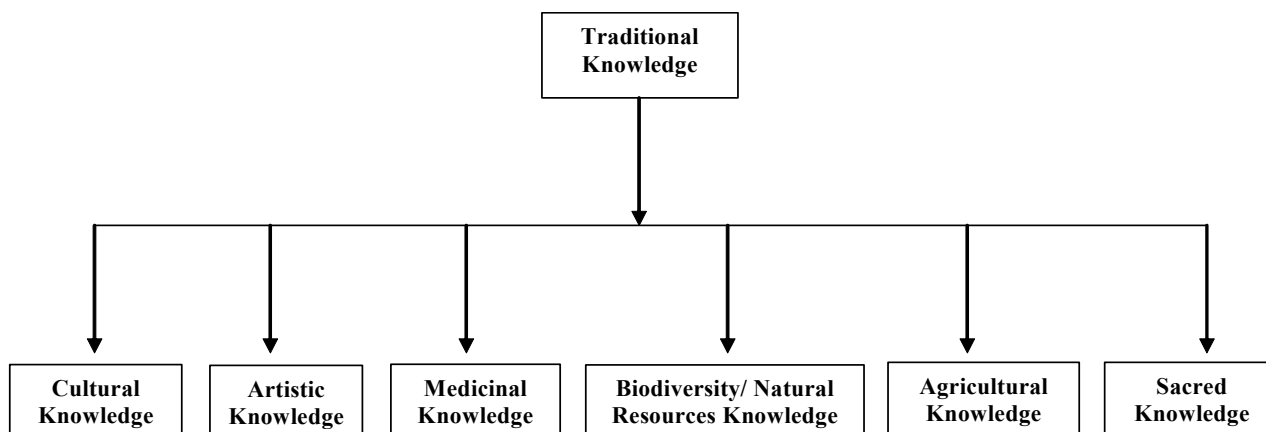 Traditional
Knowledge
Cultural
Knowledge
Artistic
Knowledge
Medicinal
Knowledge
Biodiversity/ Natural
Resources Knowledge
Agricultural
Knowledge
Sacred
Knowledge